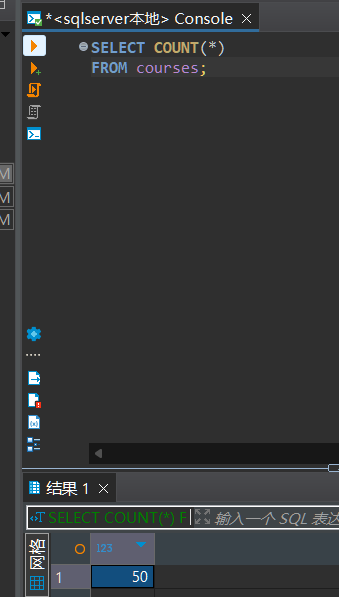 *<sqlserver本地> Console
SELECT COUNT(*)
FROM courses;
M
M
M
结果 1
SELECT COUNT(*) F
输入一个 SQL 表达
网格
123
1
50